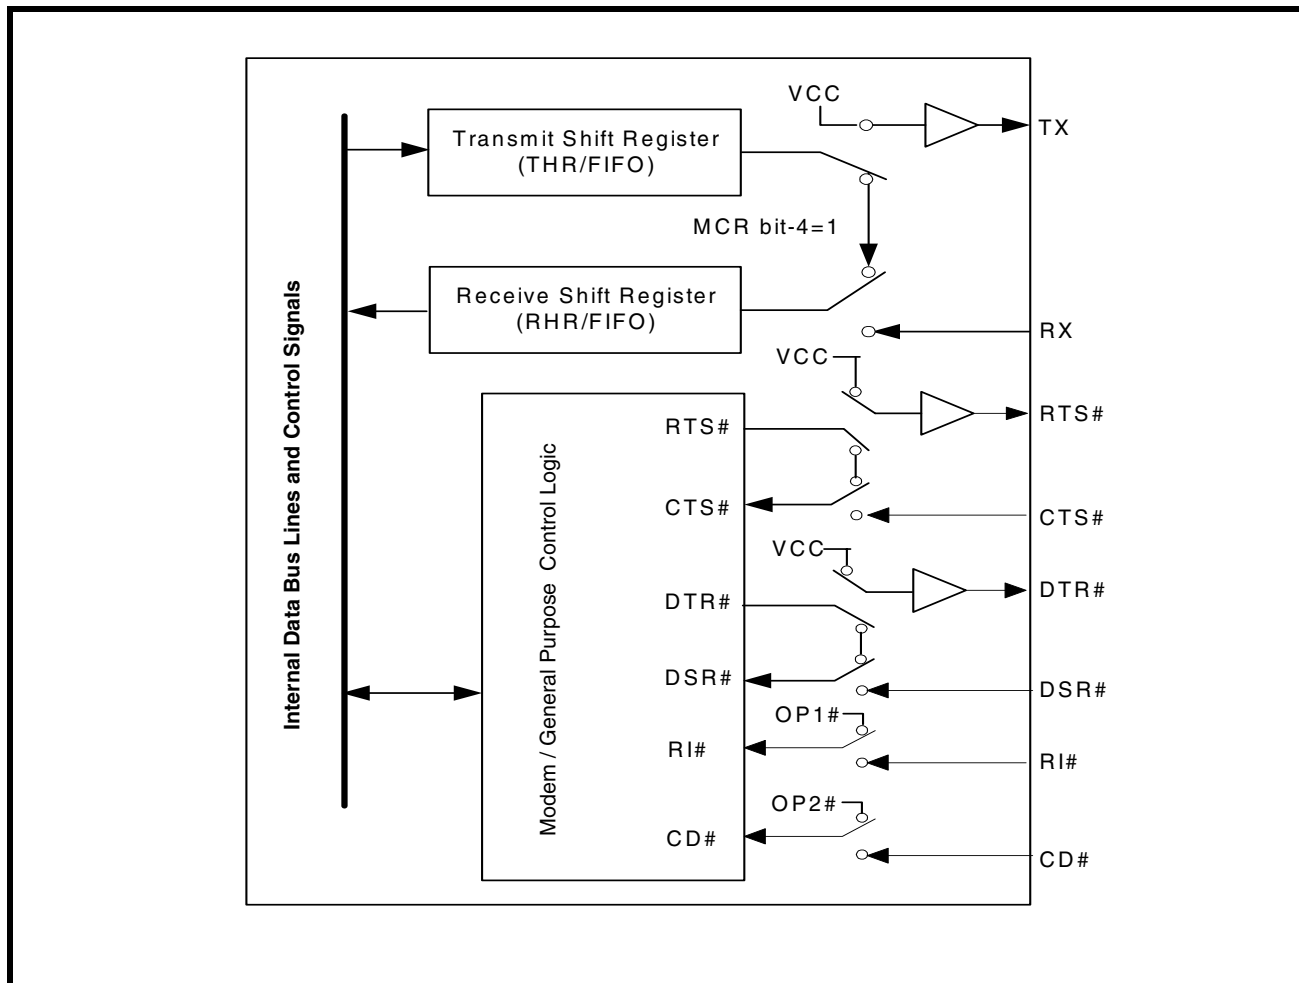 VCC
TX
Transmit Shift Register
(THR/FIFO)
MCR bit-4=1
Receive Shift Register
(RHR/FIFO)
RX
VCC
RTS#
RTS#
CTS#
CTS#
VCC
DTR#
DTR#
DSR#
DSR#
OP1#
RI#
RI#
OP2#
CD#
CD#
Internal Data Bus Lines and Control Signals
Modem / General Purpose Control Logic